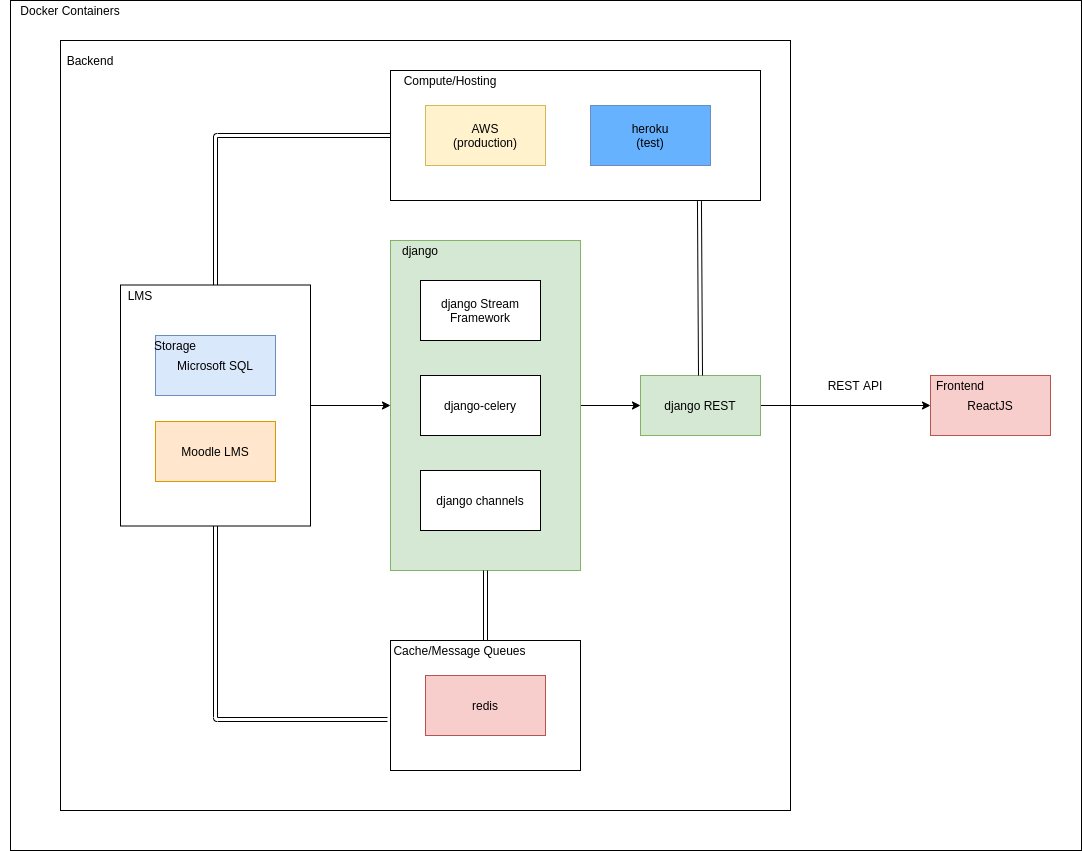 Docker Containers
Backend
Compute/Hosting
AWS
(production)
heroku
(test)
django
django Stream
Framework
django-celery
django channels
LMS
Storage
Microsoft SQL
Moodle LMS
django REST
REST API
Frontend
ReactJS
Cache/Message Queues
redis